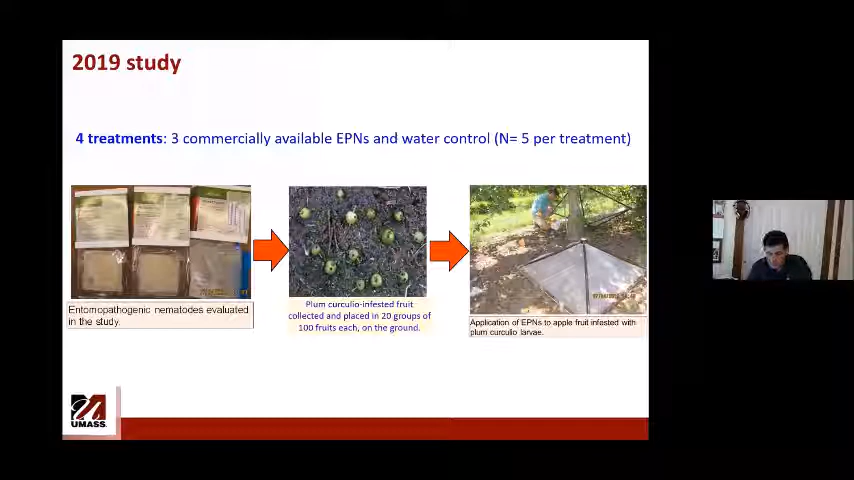 2019 study
4 treatments: 3 commercially available EPNs and water control (N= 5 per treatment)
Entomopathogenic nematodes evaluated
in the study.
Plum curculio-infested fruit
collected and placed in 20 groups of
100 fruits each, on the ground.
Application of EPNs to apple fruit infested with
plum curculio larvae.
UMASS